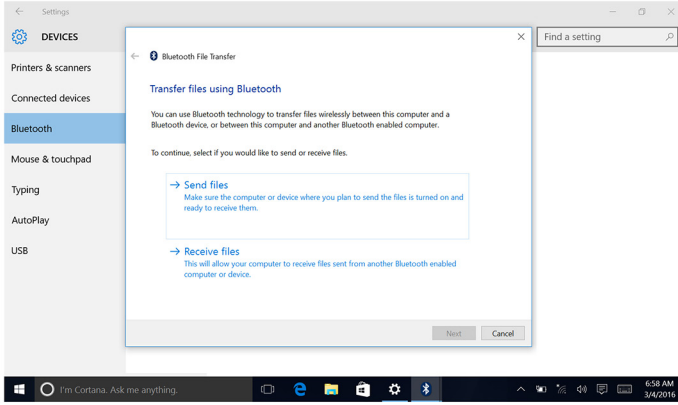 Settings
DEVICES
Find a setting
Printers & scanners
Connected devices
Bluetooth
Mouse & touchpad
Typing
AutoPlay
USB
Bluetooth File Transfer
Transfer files using Bluetooth
You can use Bluetooth technology to transfer files wirelessly between this computer and a
Bluetooth device, or between this computer and another Bluetooth enabled computer.
To continue, select if you would like to send or receive files.
Send files
Make sure the computer or device where you plan to send the files is turned on and
ready to receive them.
Receive files
This will allow your computer to receive files sent from another Bluetooth enabled
computer or device.
Next
Cancel
I'm Cortana. Ask me anything.
6:58 AM
3/4/2016